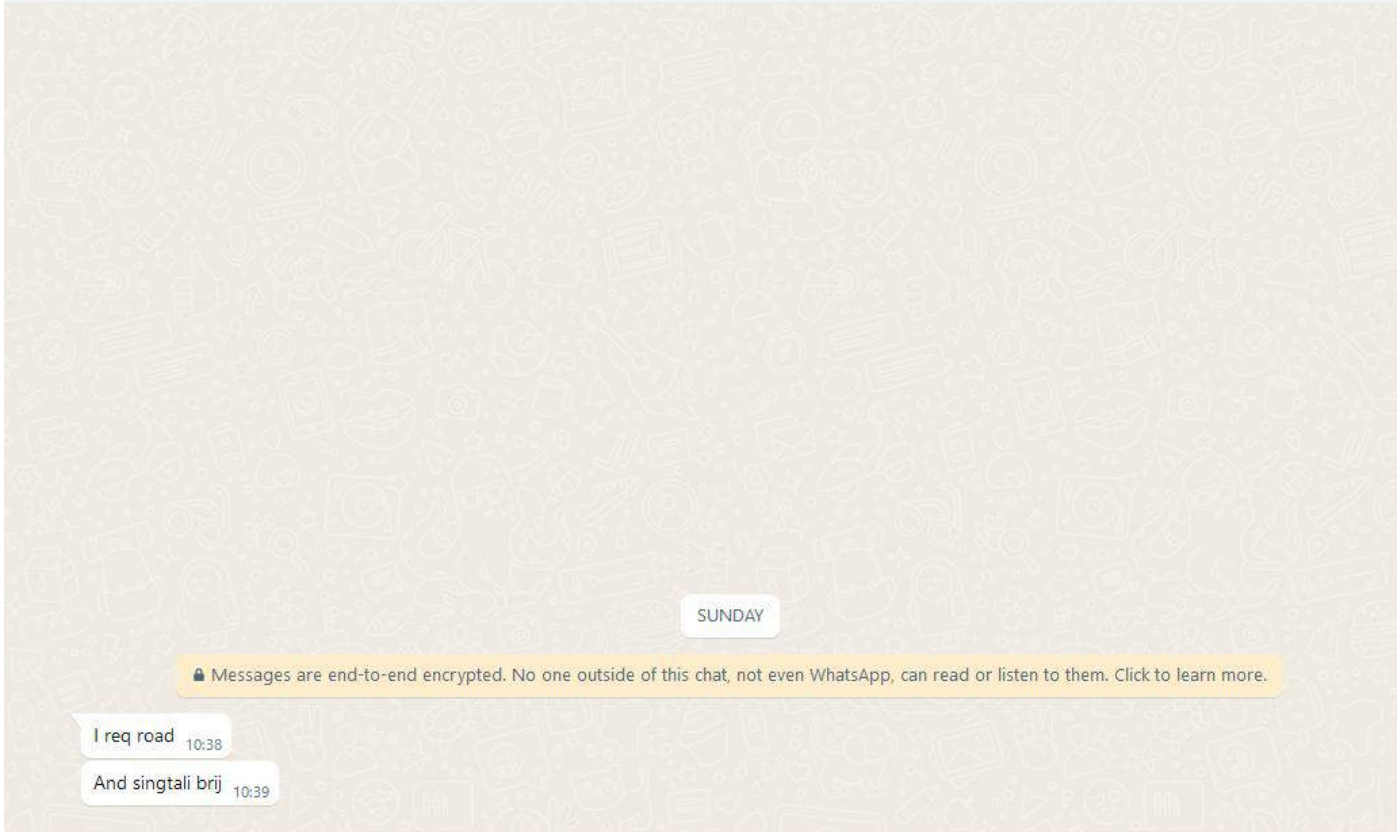 SUNDAY
Messages are end-to-end encrypted. No one outside of this chat, not even WhatsApp, can read or listen to them. Click to learn more.
I req road 10:38
And singtali brij 10:39